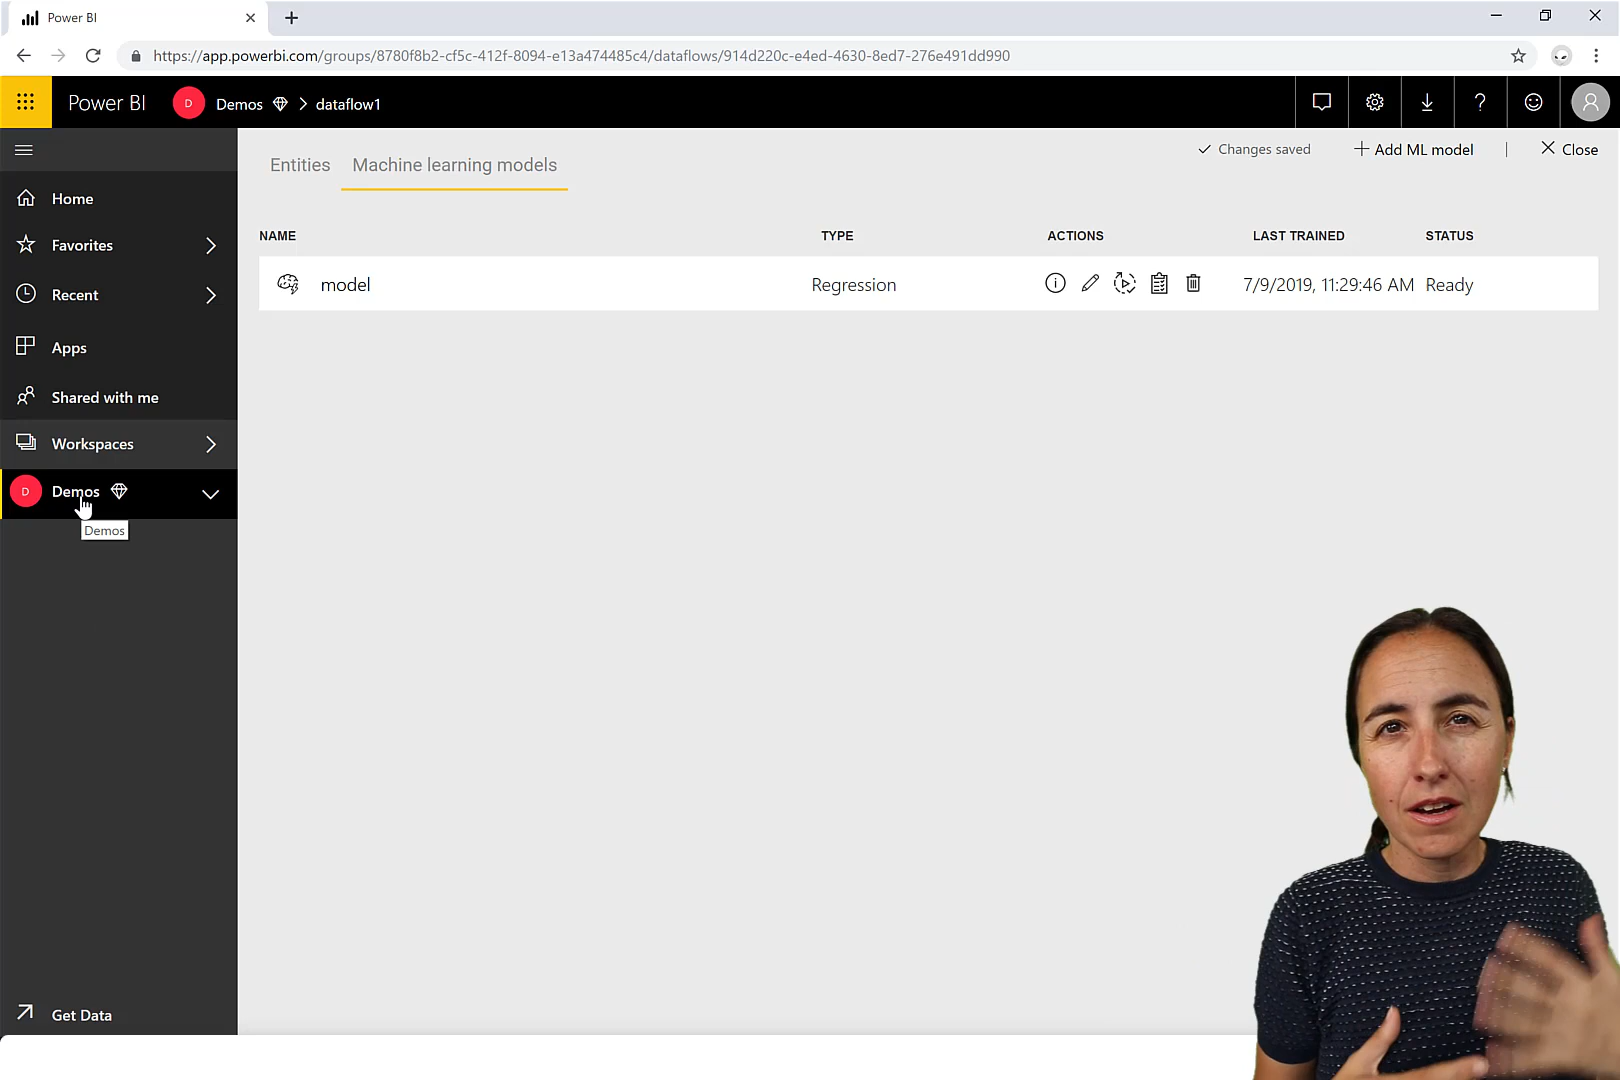 Power BI
https://app.powerbi.com/groups/8780f8b2-cf5c-412f-8094-e13a474485c4/dataflows/914d220c-e4ed-4630-8ed7-276e491dd990
Power BI D Demos dataflow1
Entities Machine learning models Changes saved Add ML model | Close
Home
Favorites
Recent
Apps
Shared with me
Workspaces
D Demos
Demos
Get Data
NAME TYPE ACTIONS LAST TRAINED STATUS
model Regression 7/9/2019, 11:29:46 AM Ready